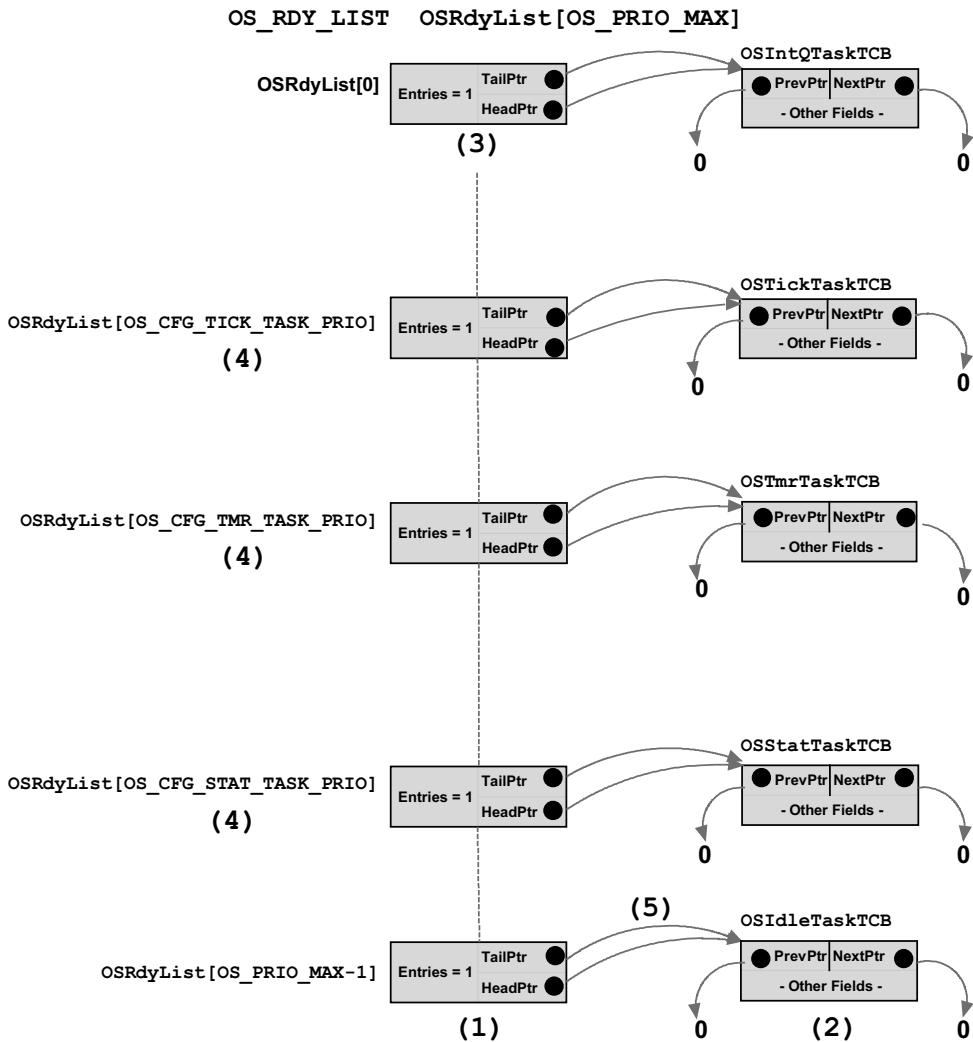 OS_RDY_LIST OSRdyList[OS_PRIO_MAX]
OSIntQTaskTCB
OSRdyList[0]
Entries = 1
TailPtr
HeadPtr
PrevPtr NextPtr
- Other Fields -
(3)
0
0
OSTickTaskTCB
OSRdyList[OS_CFG_TICK_TASK_PRIO]
Entries = 1
TailPtr
HeadPtr
PrevPtr NextPtr
- Other Fields -
(4)
0
0
OSTmrTaskTCB
OSRdyList[OS_CFG_TMR_TASK_PRIO]
Entries = 1
TailPtr
HeadPtr
PrevPtr NextPtr
- Other Fields -
(4)
0
0
OSStatTaskTCB
OSRdyList[OS_CFG_STAT_TASK_PRIO]
Entries = 1
TailPtr
HeadPtr
PrevPtr NextPtr
- Other Fields -
(4)
0
0
(5)
OSIdleTaskTCB
OSRdyList[OS_PRIO_MAX-1]
Entries = 1
TailPtr
HeadPtr
PrevPtr NextPtr
- Other Fields -
(1)
0
(2)
0